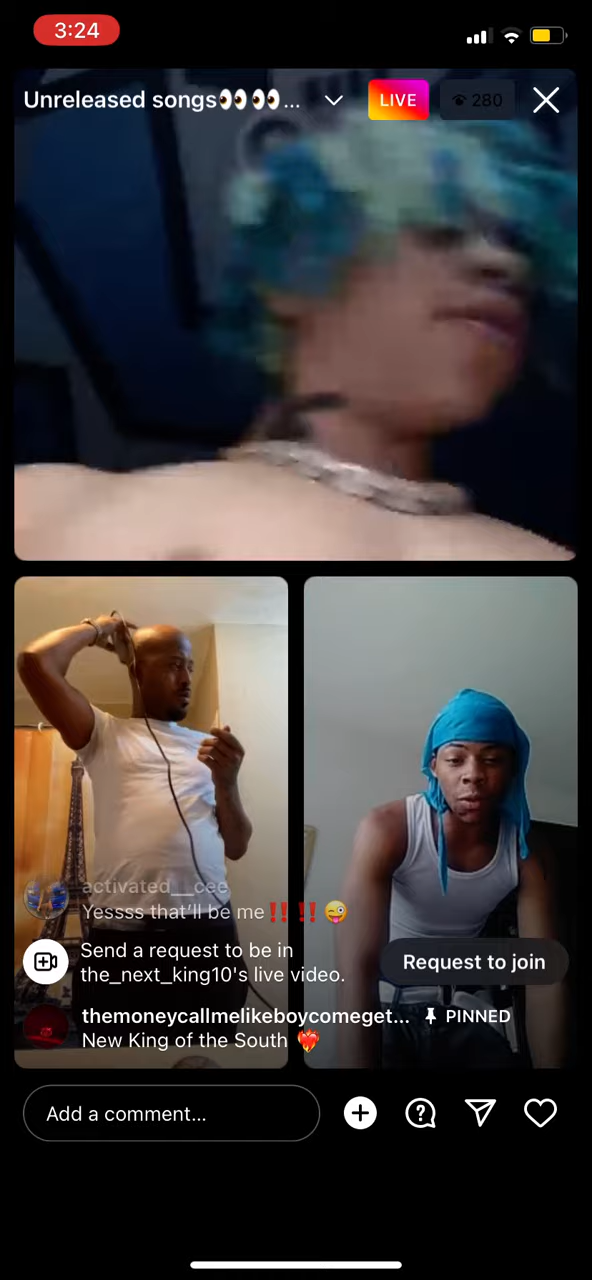 3:24
Unreleased songs👀👀...
LIVE
280
activated__cee
Yessss that'll be me‼️‼️😜
Send a request to be in
the_next_king10's live video.
Request to join
themoneycallmelikeboycomeget... PINNED
New King of the South ❤️‍🔥
Add a comment...